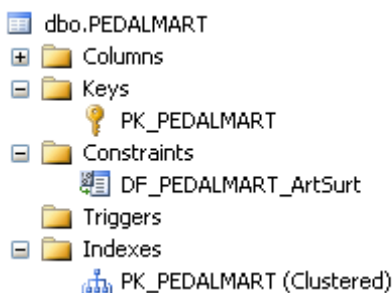 dbo.PEDALMART
Columns
Keys
PK_PEDALMART
Constraints
DF_PEDALMART_ArtSurt
Triggers
Indexes
PK_PEDALMART (Clustered)